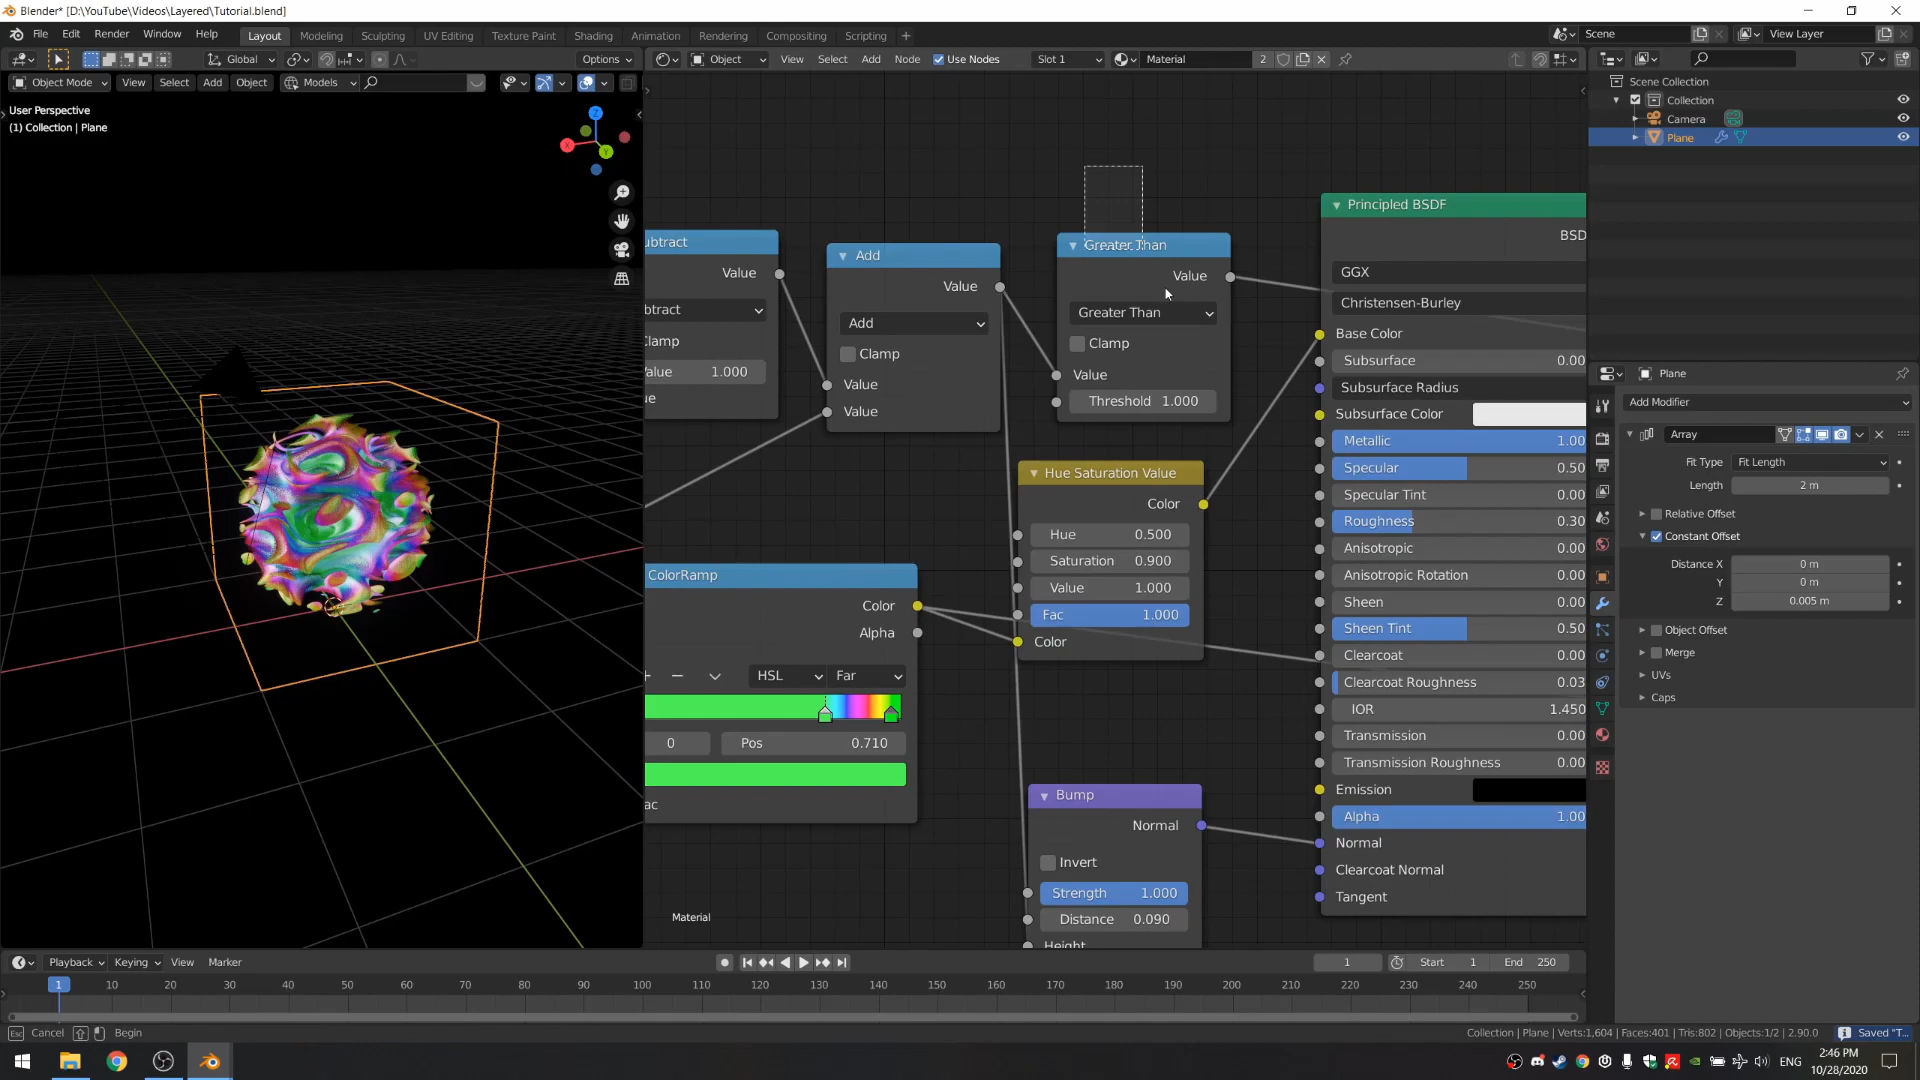 Blender* [D:\YouTube\Videos\Layered\Tutorial.blend]
File Edit Render Window Help Layout Modeling Sculpting UV Editing Texture Paint Shading Animation Rendering Compositing Scripting + Scene View Layer
Global Options Object View Select Add Node Use Nodes Slot 1 Material 2
Object Mode View Select Add Object Models
User Perspective
(1) Collection | Plane
X
Y
Z
ubtract
Value
btract
lamp
alue 1.000
ue
Add
Value
Add
Clamp
Value
Value
Greater Than
Value
Greater Than
Clamp
Value
Threshold 1.000
Hue Saturation Value
Color
Hue 0.500
Saturation 0.900
Value 1.000
Fac 1.000
Color
ColorRamp
Color
Alpha
HSL Far
0 Pos 0.710
ac
Bump
Normal
Invert
Strength 1.000
Distance 0.090
Height
Material
Principled BSDF
BSD
GGX
Christensen-Burley
Base Color
Subsurface 0.00
Subsurface Radius
Subsurface Color
Metallic 1.00
Specular 0.50
Specular Tint 0.00
Roughness 0.30
Anisotropic 0.00
Anisotropic Rotation 0.00
Sheen 0.00
Sheen Tint 0.50
Clearcoat 0.00
Clearcoat Roughness 0.03
IOR 1.450
Transmission 0.00
Transmission Roughness 0.00
Emission
Alpha 1.00
Normal
Clearcoat Normal
Tangent
Scene Collection
Collection
Camera
Plane
Plane
Add Modifier
Array
Fit Type Fit Length
Length 2 m
Relative Offset
Constant Offset
Distance X 0 m
Y 0 m
Z 0.005 m
Object Offset
Merge
UVs
Caps
Playback Keying View Marker 1 Start 1 End 250
1 10 20 30 40 50 60 70 80 90 100 110 120 130 140 150 160 170 180 190 200 210 220 230 240 250
Esc Cancel Begin Collection | Plane | Verts:1,604 | Faces:401 | Tris:802 | Objects:1/2 | 2.90.0 Saved "T...
ENG
2:46 PM
10/28/2020